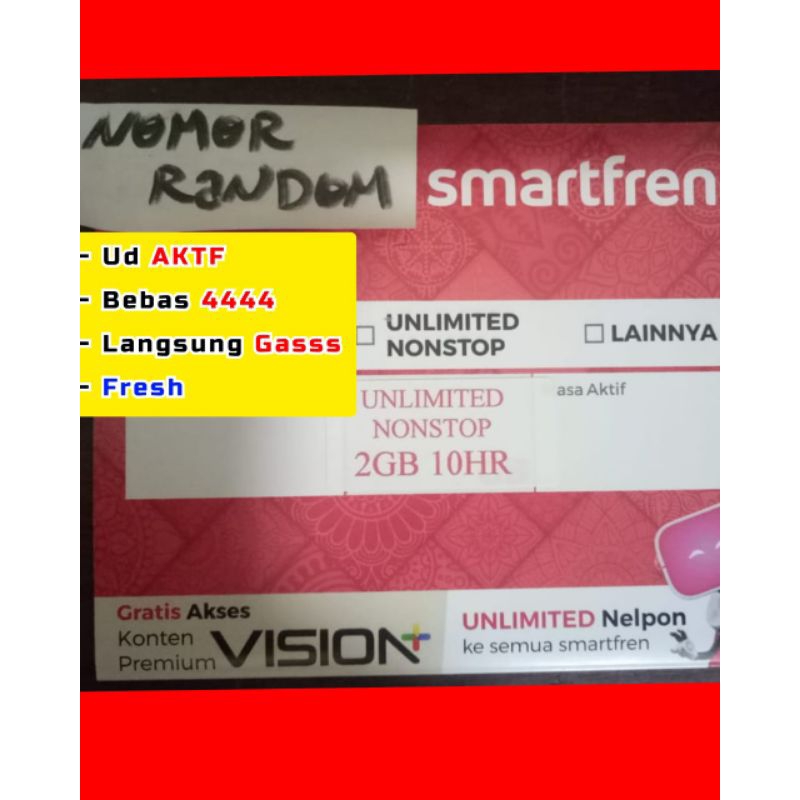 NOMOR
RANDOM
smartfren
- Ud AKTF
- Bebas 4444
- Langsung Gasss
- Fresh
UNLIMITED
NONSTOP
LAINNYA
UNLIMITED
NONSTOP
2GB 10HR
asa Aktif
Gratis Akses
Konten
Premium
VISION+
UNLIMITED Nelpon
ke semua smartfren